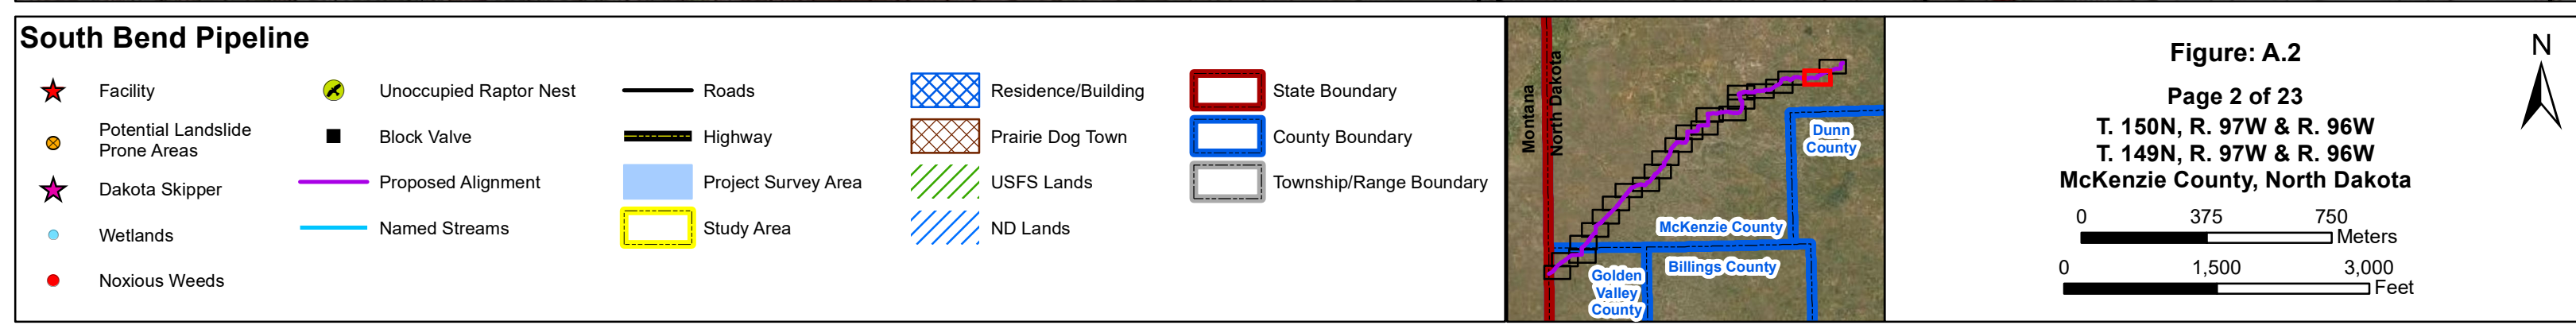 South Bend Pipeline
Facility
Potential Landslide
Prone Areas
Dakota Skipper
Wetlands
Noxious Weeds
Unoccupied Raptor Nest
Block Valve
Proposed Alignment
Named Streams
Roads
Highway
Project Survey Area
Study Area
Residence/Building
Prairie Dog Town
USFS Lands
ND Lands
State Boundary
County Boundary
Township/Range Boundary
Montana
North Dakota
Dunn
County
McKenzie County
Billings County
Golden
Valley
County
Figure: A.2
Page 2 of 23
T. 150N, R. 97W & R. 96W
T. 149N, R. 97W & R. 96W
McKenzie County, North Dakota
0 375 750
Meters
0 1,500 3,000
Feet
N